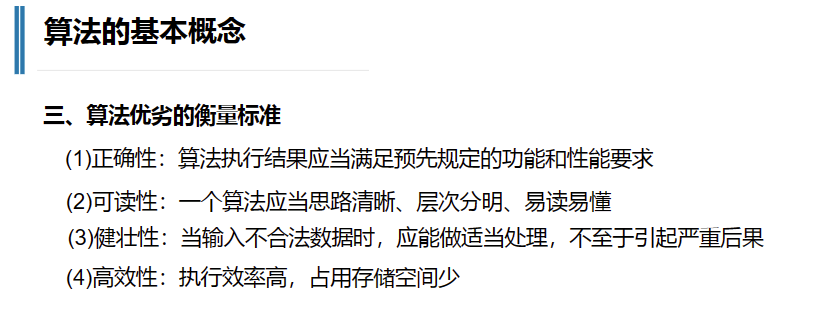 算法的基本概念
三、算法优劣的衡量标准
(1)正确性：算法执行结果应当满足预先规定的功能和性能要求
(2)可读性：一个算法应当思路清晰、层次分明、易读易懂
(3)健壮性：当输入不合法数据时，应能做适当处理，不至于引起严重后果
(4)高效性：执行效率高，占用存储空间少